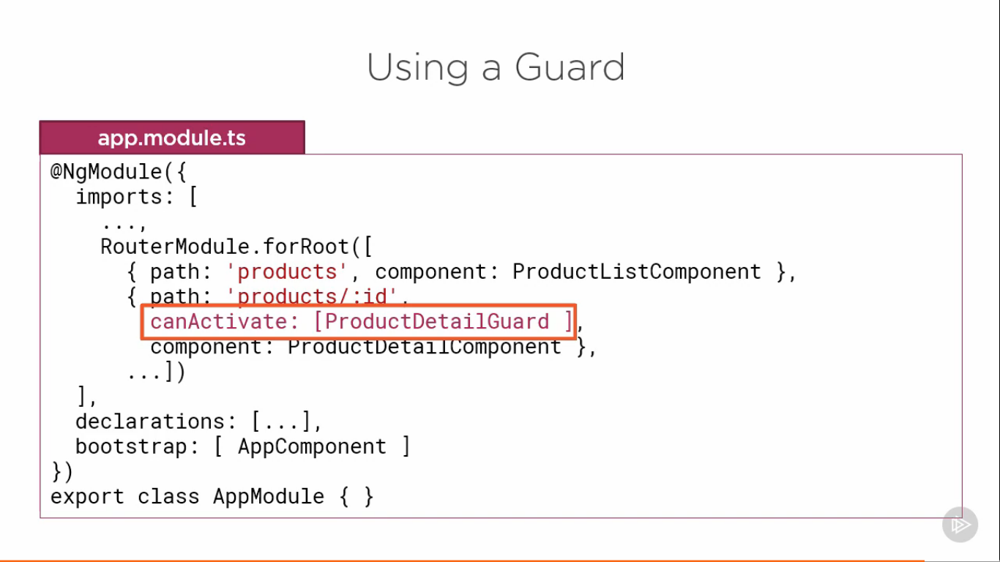 Using a Guard
app.module.ts
@NgModule({
imports: [
...,
RouterModule.forRoot([
{ path: 'products', component: ProductListComponent },
{ path: 'products/:id',
canActivate: [ProductDetailGuard ],
component: ProductDetailComponent },
...])
],
declarations: [...],
bootstrap: [ AppComponent ]
})
export class AppModule { }